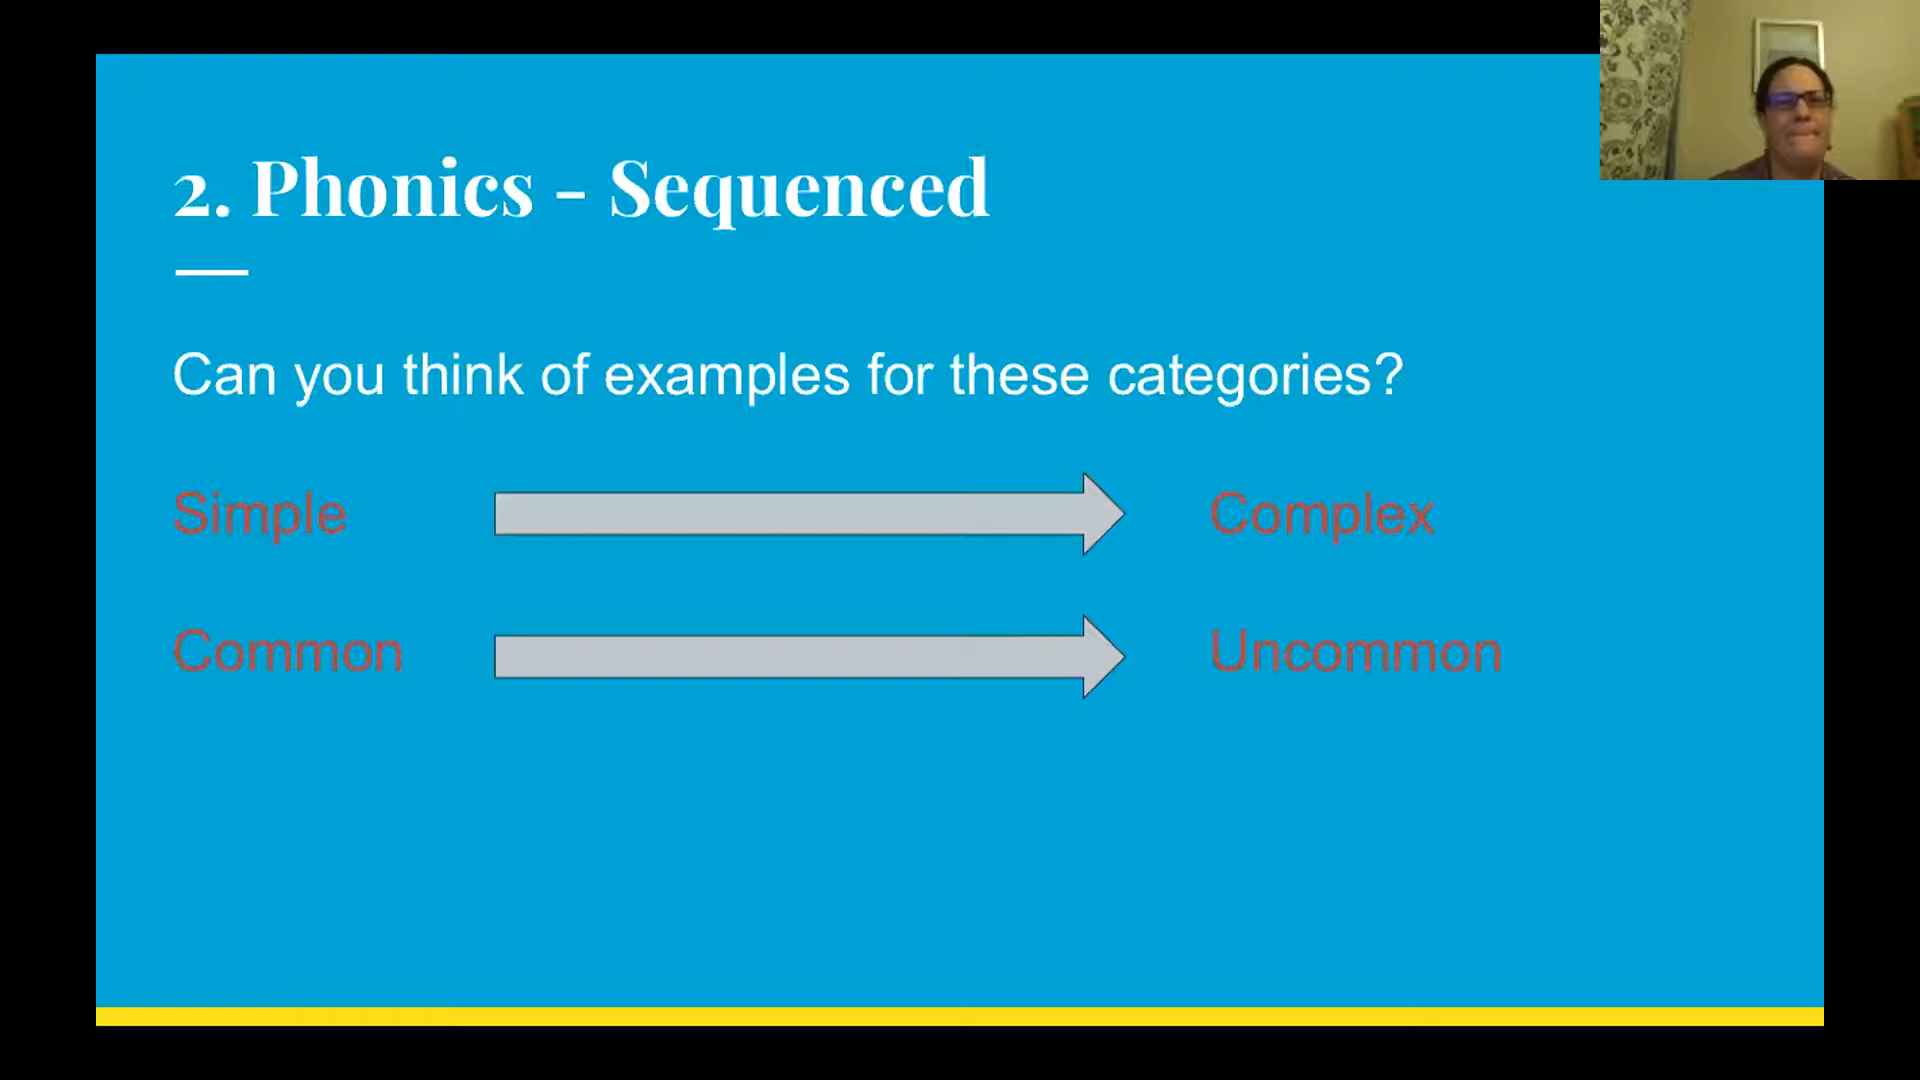 2. Phonics - Sequenced
Can you think of examples for these categories?
Simple Complex
Common Uncommon